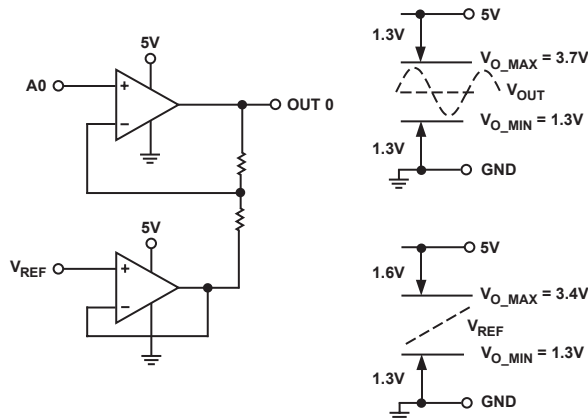 5V
A0
+
−
OUT 0
5V
VREF
+
−
5V
1.3V
VO_MAX = 3.7V
VOUT
VO_MIN = 1.3V
1.3V
GND
5V
1.6V
VO_MAX = 3.4V
VREF
VO_MIN = 1.3V
1.3V
GND